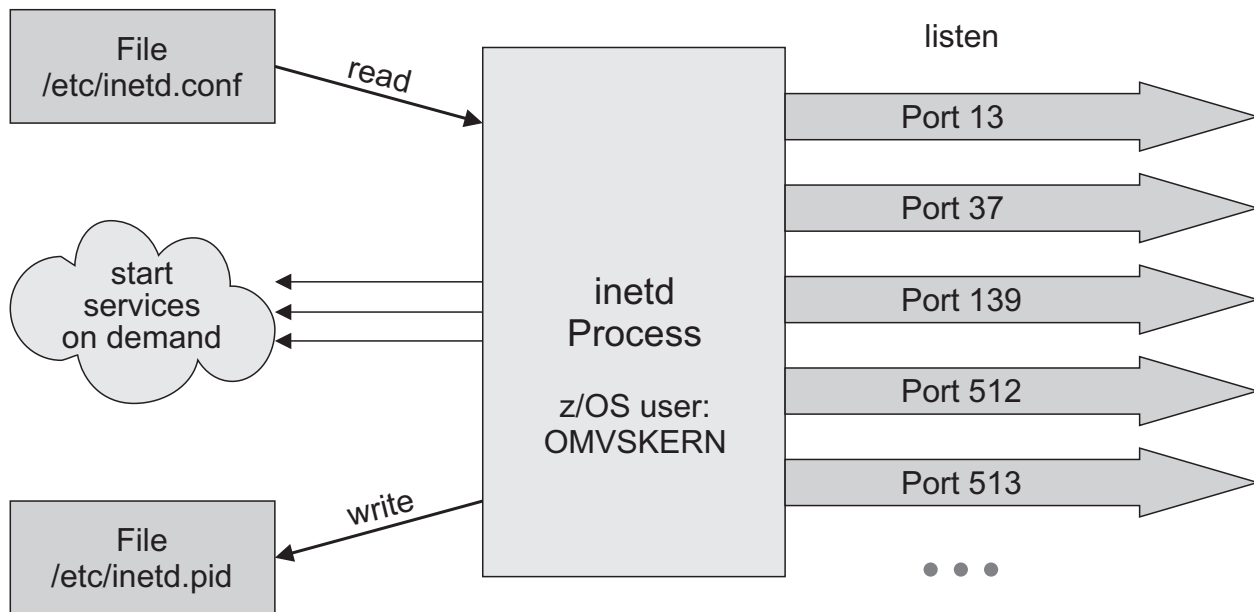 File
/etc/inetd.conf
read
start
services
on demand
File
/etc/inetd.pid
write
inetd
Process
z/OS user:
OMVSKERN
listen
Port 13
Port 37
Port 139
Port 512
Port 513